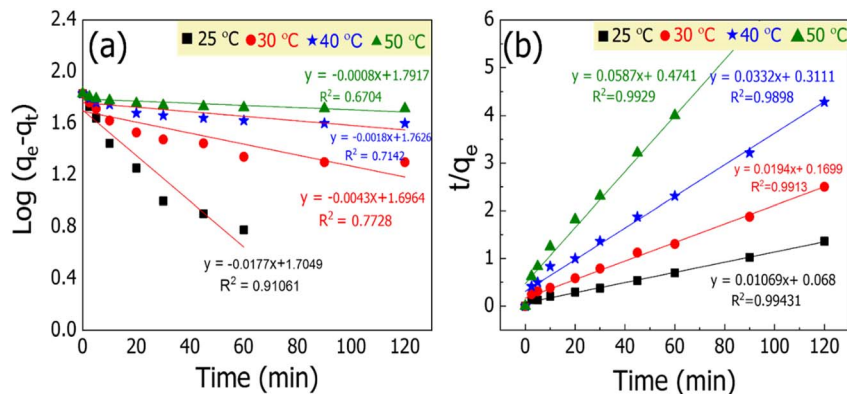 (a)
25 °C 30 °C 40 °C 50 °C
2.4
2.0
1.6
1.2
0.8
0.4
0.0
Log (qe-qt)
y = -0.0008x+1.7917
R² = 0.6704
y = -0.0018x+1.7626
R² = 0.7142
y = -0.0043x+1.6964
R² = 0.7728
y = -0.0177x+1.7049
R² = 0.91061
0 20 40 60 80 100 120
Time (min)
(b)
25 °C 30 °C 40 °C 50 °C
6
5
4
3
2
1
0
t/qe
y = 0.0587x+ 0.4741
R² = 0.9929
y = 0.0332x+ 0.3111
R² = 0.9898
y = 0.0194x+ 0.1699
R² =0.9913
y = 0.01069x+ 0.068
R²=0.99431
0 20 40 60 80 100 120
Time (min)